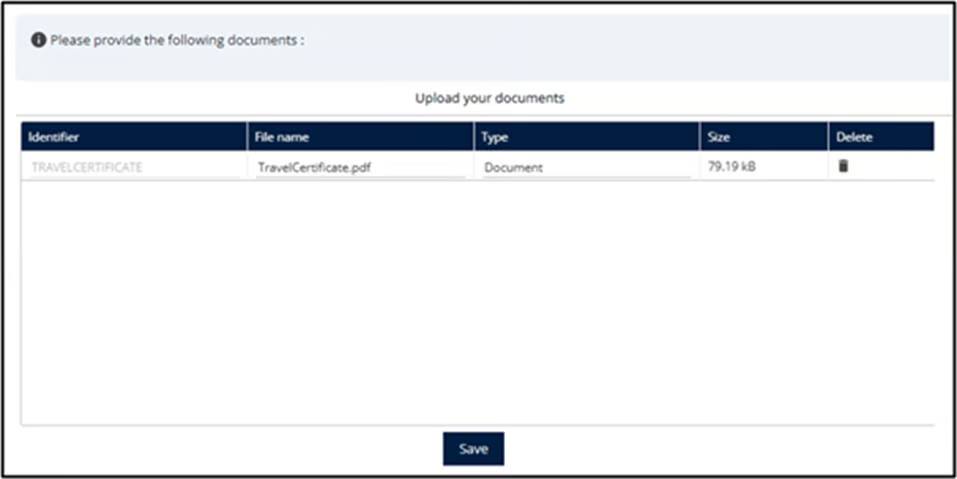 Please provide the following documents :
Upload your documents
Identifier File name Type Size Delete
TRAVELCERTIFICATE TravelCertificate.pdf Document 79.19 kB
Save